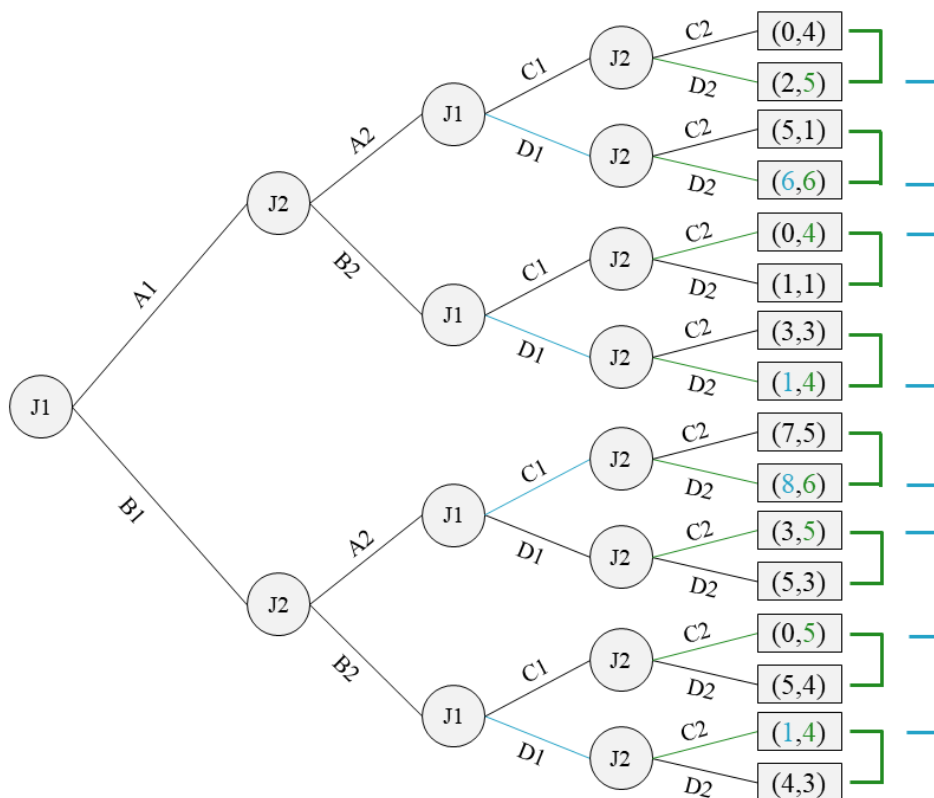 C2
(0,4)
J2
C1
D2
(2,5)
J1
A2
C2
(5,1)
D1
J2
D2
(6,6)
J2
C2
(0,4)
B2
C1
J2
D2
(1,1)
A1
J1
C2
(3,3)
D1
J2
D2
(1,4)
J1
C2
(7,5)
C1
J2
D2
(8,6)
B1
A2
J1
C2
(3,5)
D1
J2
D2
(5,3)
J2
C2
(0,5)
B2
C1
J2
D2
(5,4)
J1
C2
(1,4)
D1
J2
D2
(4,3)